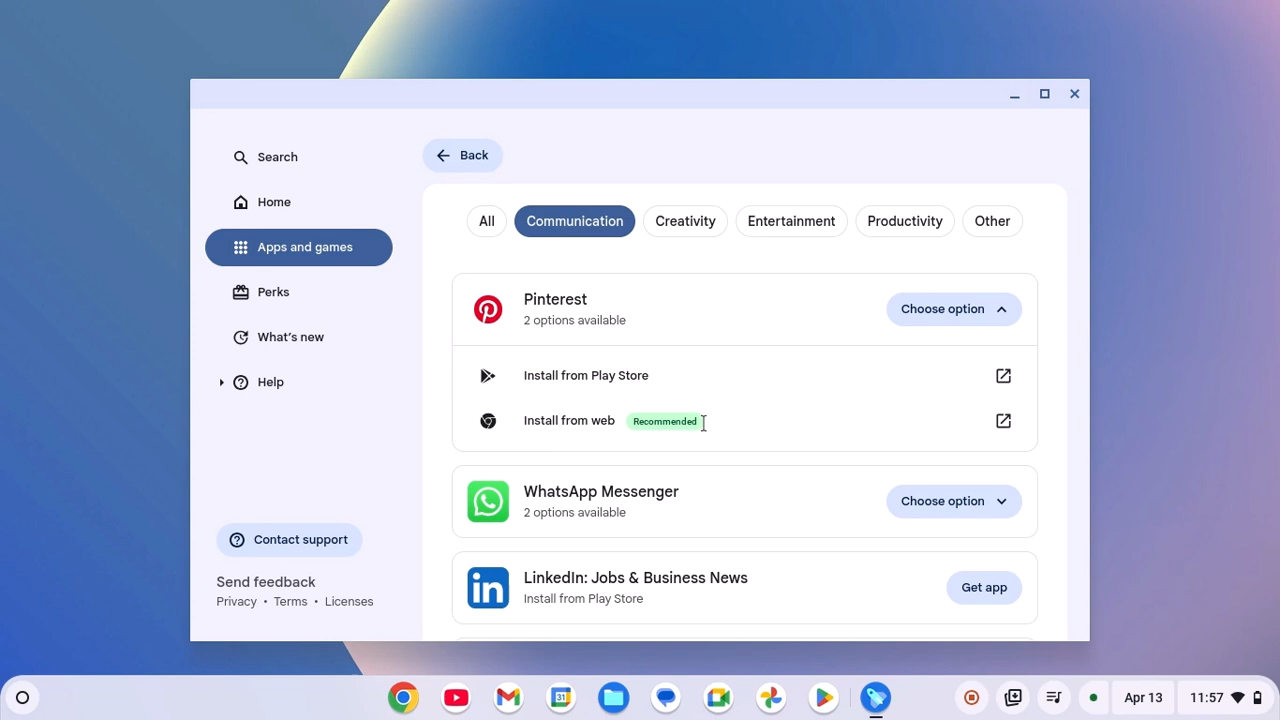 Search
Home
Apps and games
Perks
What's new
Help
Contact support
Send feedback
Privacy • Terms • Licenses
Back
All
Communication
Creativity
Entertainment
Productivity
Other
Pinterest
2 options available
Choose option
Install from Play Store
Install from web Recommended
WhatsApp Messenger
2 options available
Choose option
LinkedIn: Jobs & Business News
Install from Play Store
Get app
31
Apr 13
11:57